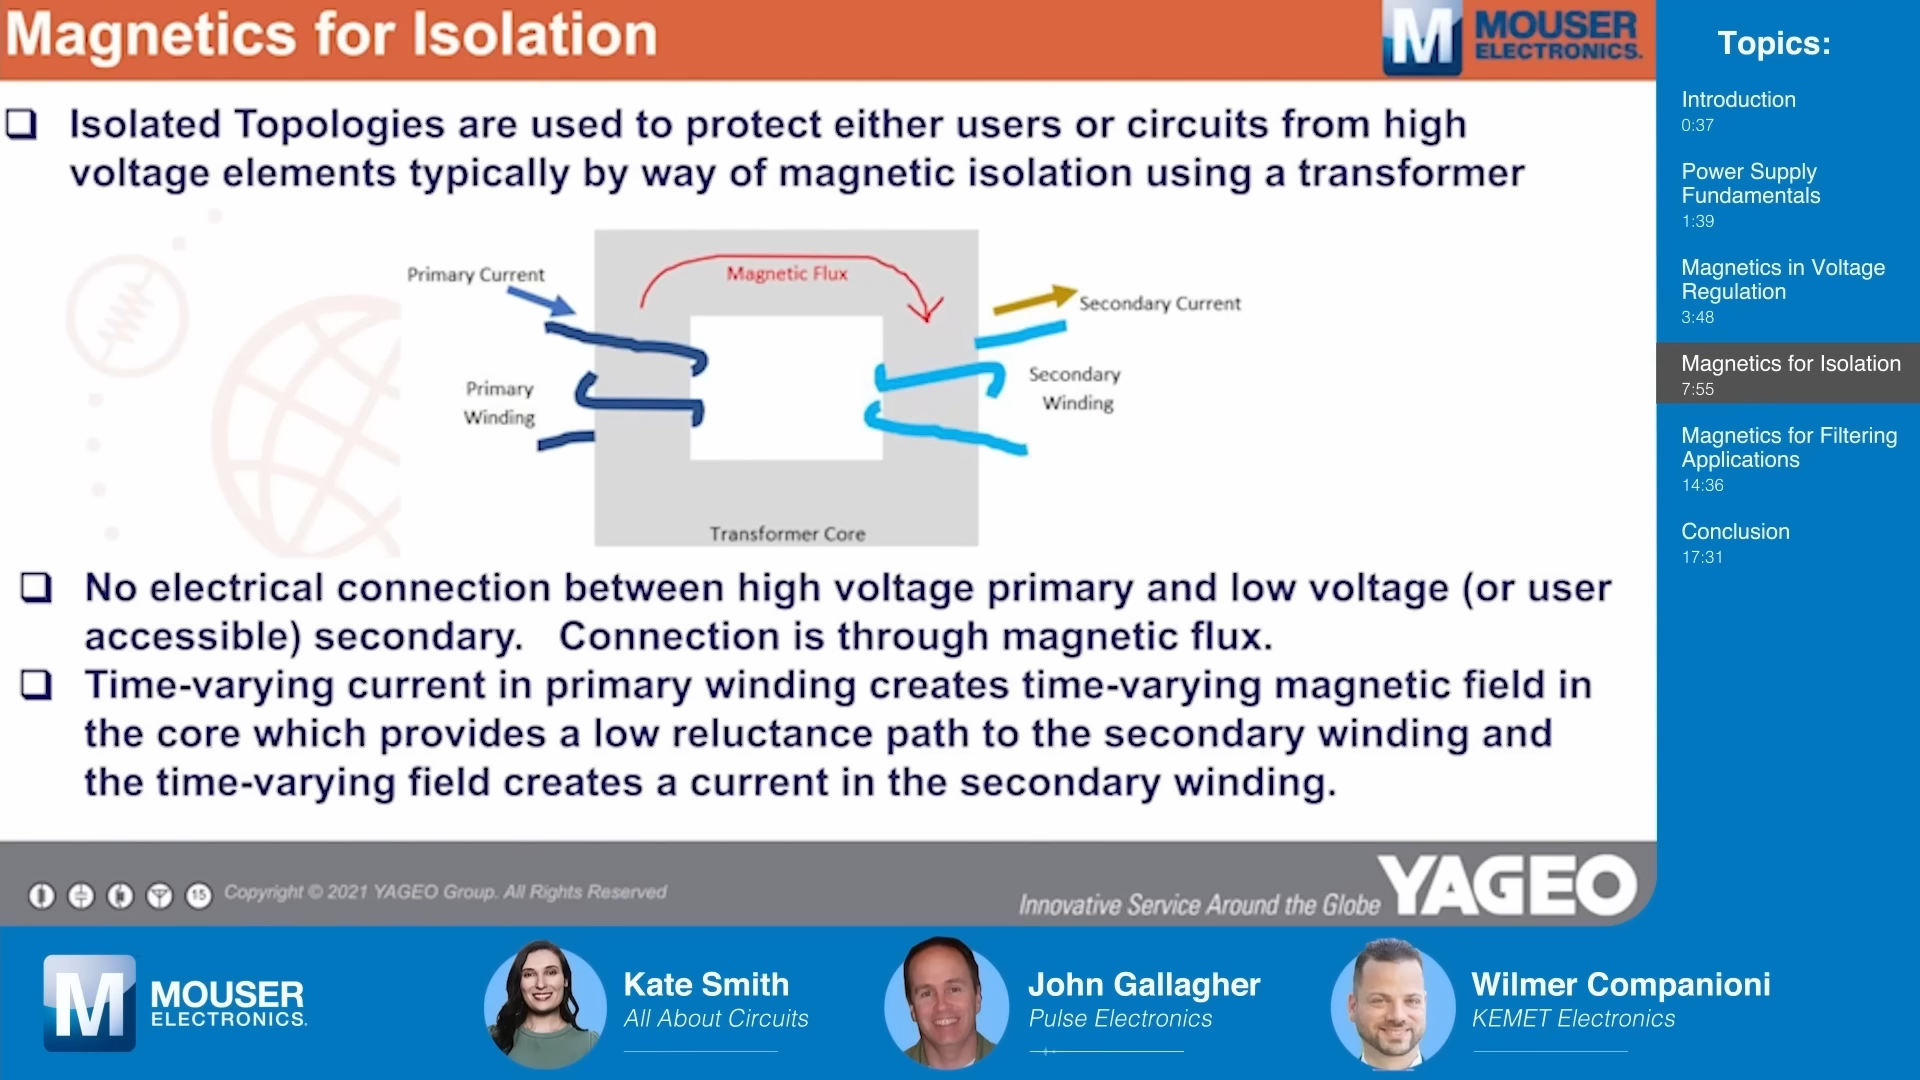 Magnetics for Isolation
M MOUSER
ELECTRONICS.
Isolated Topologies are used to protect either users or circuits from high
voltage elements typically by way of magnetic isolation using a transformer
Primary Current
Magnetic Flux
Secondary Current
Primary
Winding
Secondary
Winding
Transformer Core
No electrical connection between high voltage primary and low voltage (or user
accessible) secondary. Connection is through magnetic flux.
Time-varying current in primary winding creates time-varying magnetic field in
the core which provides a low reluctance path to the secondary winding and
the time-varying field creates a current in the secondary winding.
15 Copyright © 2021 YAGEO Group. All Rights Reserved
Innovative Service Around the Globe YAGEO
Topics:
Introduction
0:37
Power Supply
Fundamentals
1:39
Magnetics in Voltage
Regulation
3:48
Magnetics for Isolation
7:55
Magnetics for Filtering
Applications
14:36
Conclusion
17:31
M MOUSER
ELECTRONICS.
Kate Smith
All About Circuits
John Gallagher
Pulse Electronics
Wilmer Companioni
KEMET Electronics